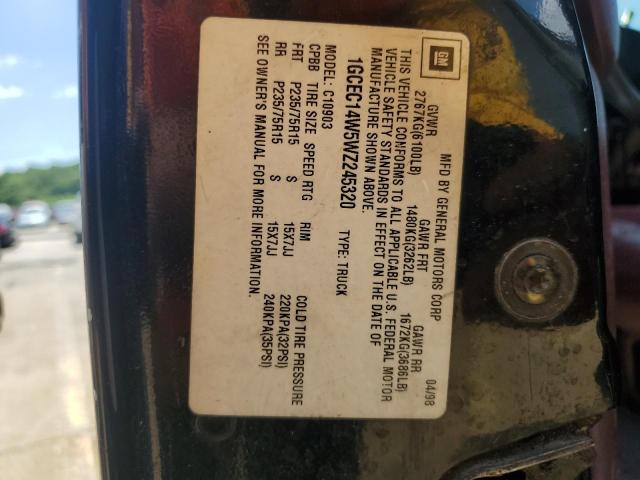 GM
MFD BY GENERAL MOTORS CORP 04/98
GVWR GAWR FRT GAWR RR
2767KG(6100LB) 1480KG(3262LB) 1672KG(3686LB)
THIS VEHICLE CONFORMS TO ALL APPLICABLE U.S. FEDERAL MOTOR
VEHICLE SAFETY STANDARDS IN EFFECT ON THE DATE OF
MANUFACTURE SHOWN ABOVE.
1GCEC14W5WZ245320 TYPE: TRUCK
MODEL: C10903
CPBB TIRE SIZE SPEED RTG RIM COLD TIRE PRESSURE
FRT P235/75R15 S 15X7JJ 220KPA(32PSI)
RR P235/75R15 S 15X7JJ 240KPA(35PSI)
SEE OWNER'S MANUAL FOR MORE INFORMATION.